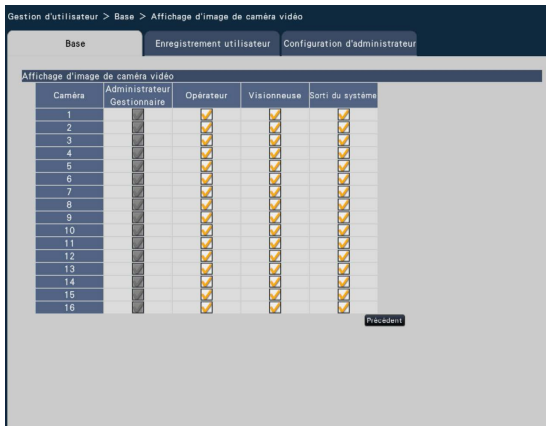 Gestion d'utilisateur > Base > Affichage d'image de caméra vidéo
Base
Enregistrement utilisateur
Configuration d'administrateur
Affichage d'image de caméra vidéo
Caméra
Administrateur
Gestionnaire
Opérateur
Visionneuse
Sorti du système
1
2
3
4
5
6
7
8
9
10
11
12
13
14
15
16
Précédent